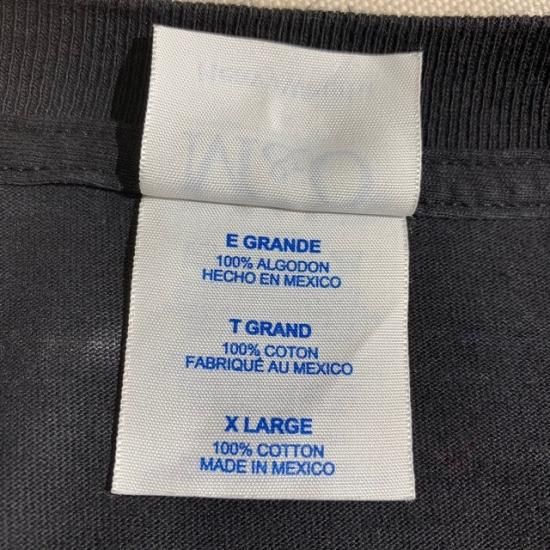 E GRANDE
100% ALGODON
HECHO EN MEXICO
T GRAND
100% COTON
FABRIQUÉ AU MEXICO
X LARGE
100% COTTON
MADE IN MEXICO